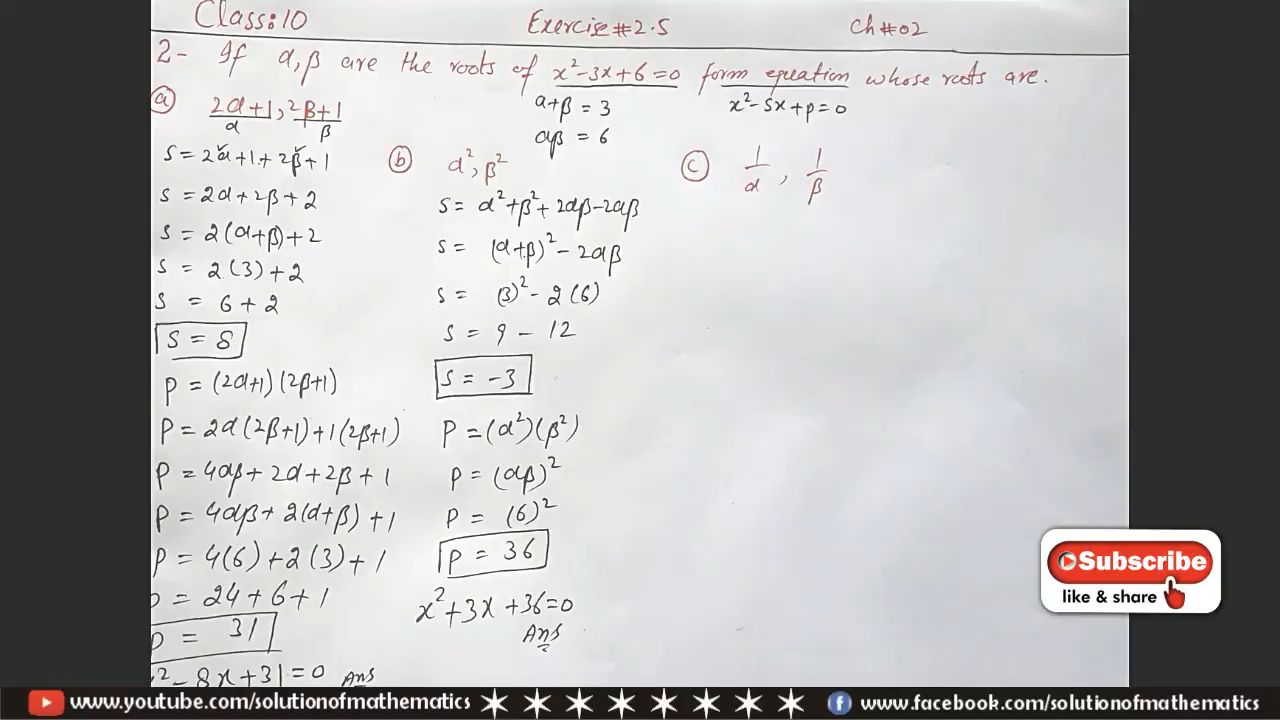 Class: 10 Exercise # 2.5 Ch # 02
2- If α, β are the roots of x² - 3x + 6 = 0 form equation whose roots are.
α + β = 3
αβ = 6
x² - Sx + P = 0
ⓐ 2α + 1, 2β + 1
α β
S = 2α + 1 + 2β + 1
S = 2α + 2β + 2
S = 2(α + β) + 2
S = 2(3) + 2
S = 6 + 2
S = 8
P = (2α+1)(2β+1)
P = 2α(2β+1) + 1(2β+1)
P = 4αβ + 2α + 2β + 1
P = 4αβ + 2(α+β) + 1
P = 4(6) + 2(3) + 1
P = 24 + 6 + 1
P = 31
x² - 8x + 31 = 0 Ans
ⓑ α², β²
S = α² + β² + 2αβ - 2αβ
S = (α+β)² - 2αβ
S = (3)² - 2(6)
S = 9 - 12
S = -3
P = (α²)(β²)
P = (αβ)²
P = (6)²
P = 36
x² + 3x + 36 = 0
Ans
ⓒ 1/α, 1/β
Subscribe
like & share
www.youtube.com/solutionofmathematics
www.facebook.com/solutionofmathematics